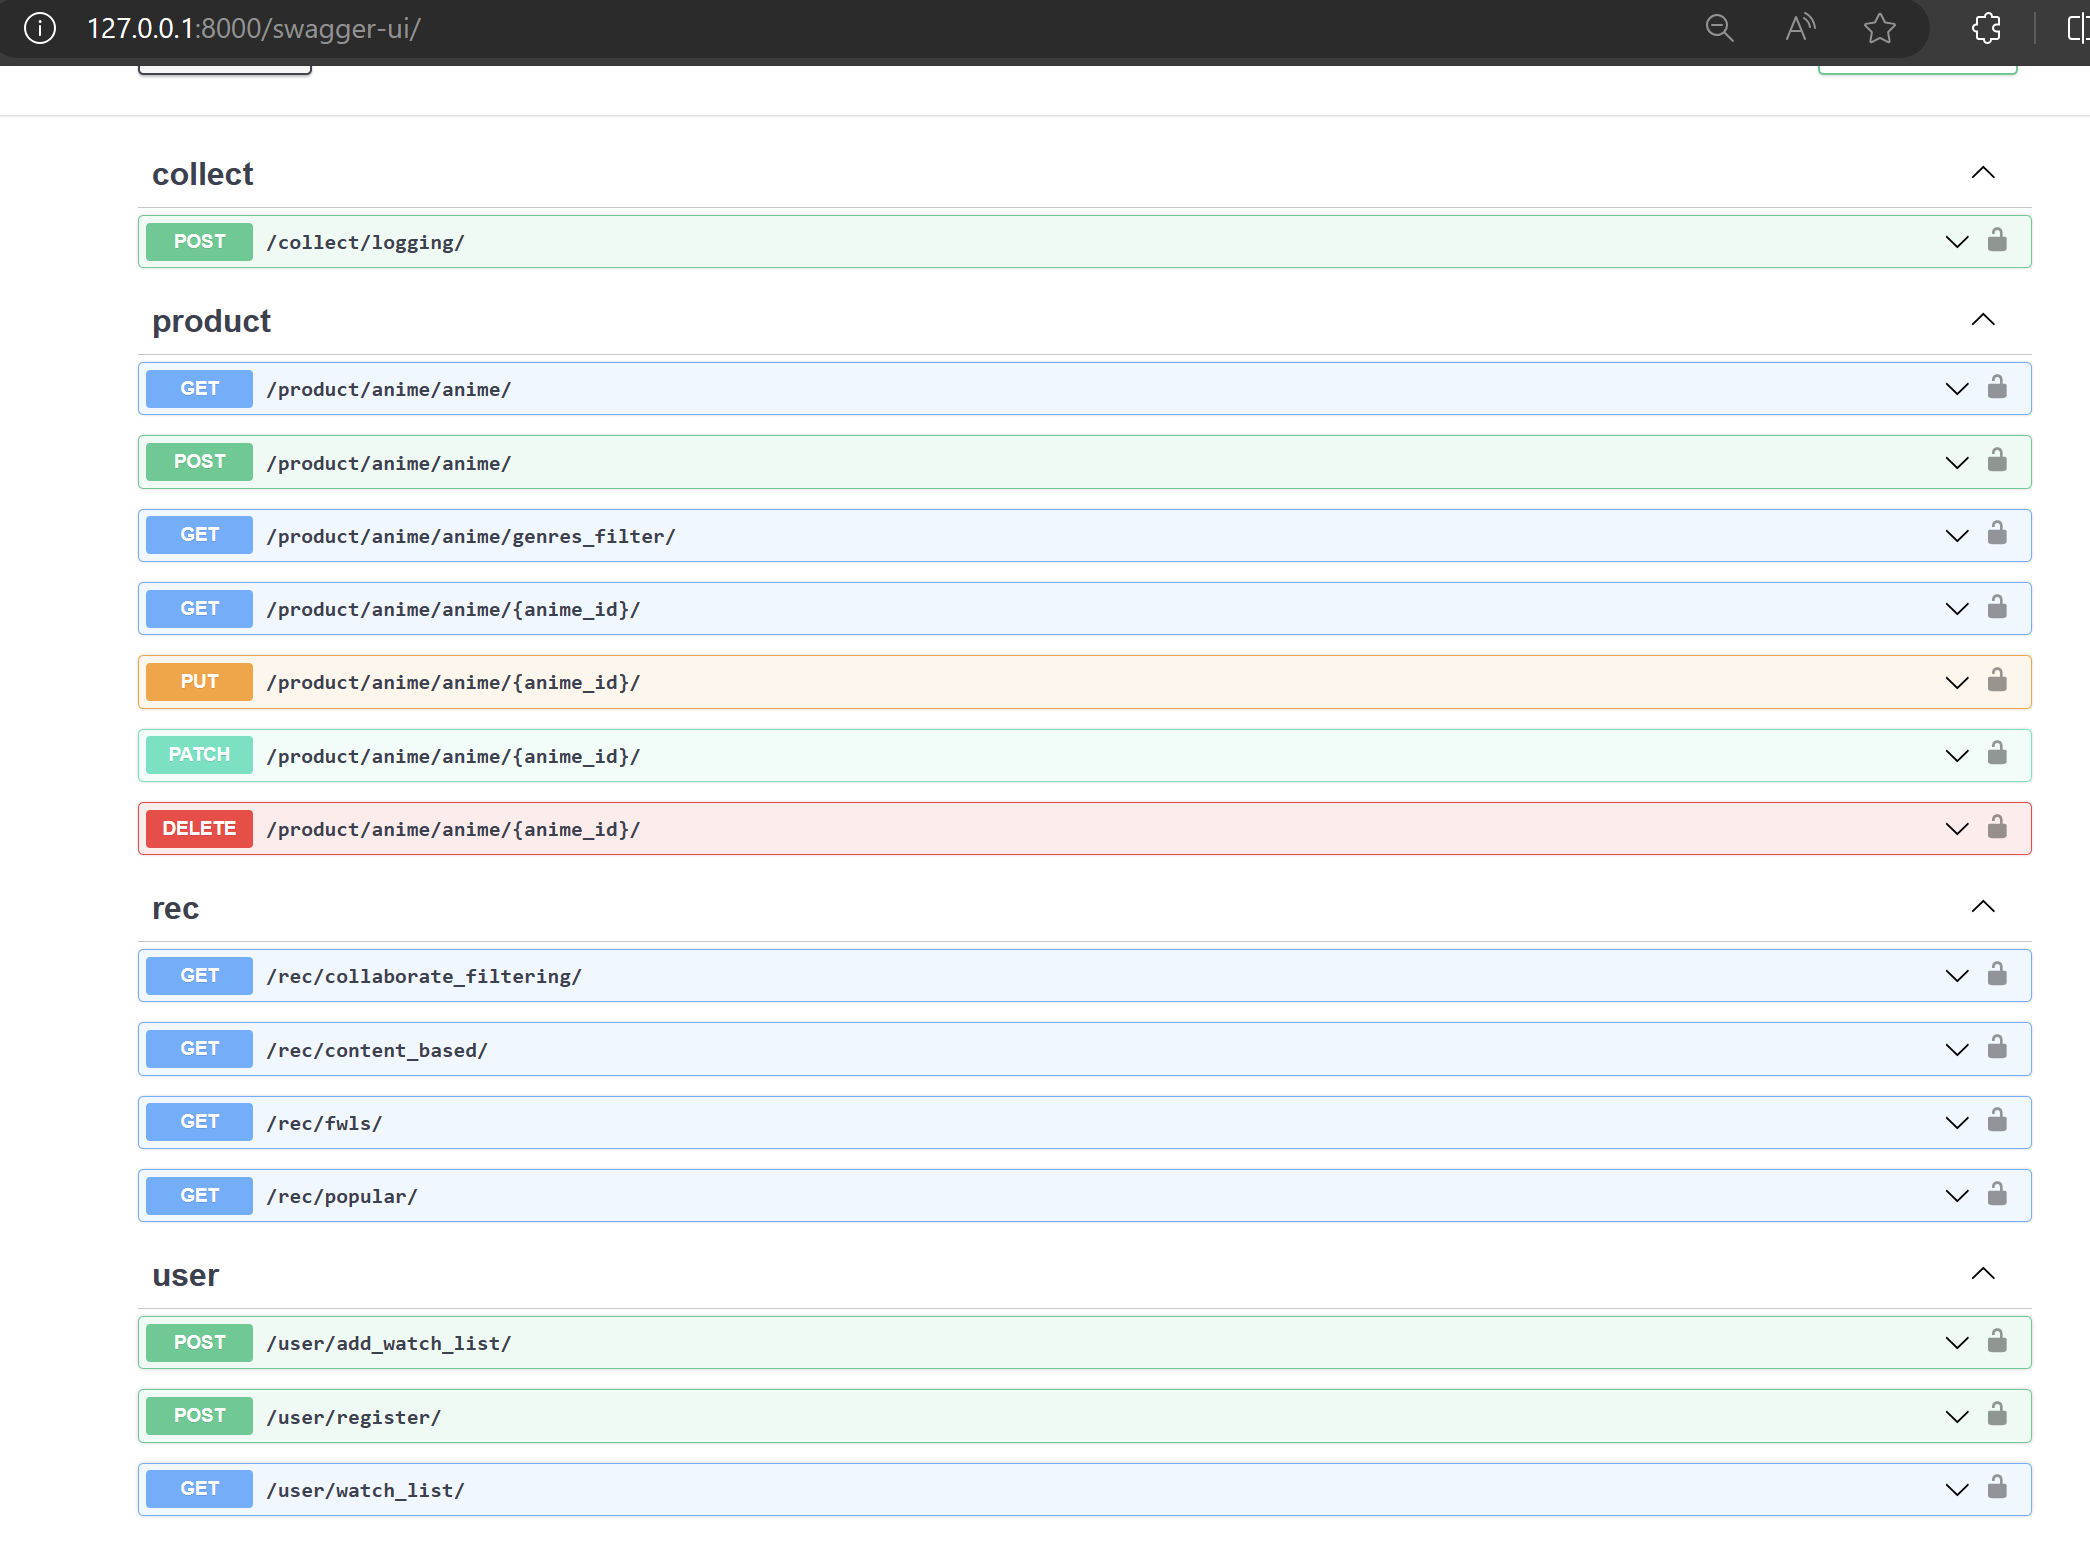 127.0.0.1:8000/swagger-ui/
collect
POST /collect/logging/
product
GET /product/anime/anime/
POST /product/anime/anime/
GET /product/anime/anime/genres_filter/
GET /product/anime/anime/{anime_id}/
PUT /product/anime/anime/{anime_id}/
PATCH /product/anime/anime/{anime_id}/
DELETE /product/anime/anime/{anime_id}/
rec
GET /rec/collaborate_filtering/
GET /rec/content_based/
GET /rec/fwls/
GET /rec/popular/
user
POST /user/add_watch_list/
POST /user/register/
GET /user/watch_list/